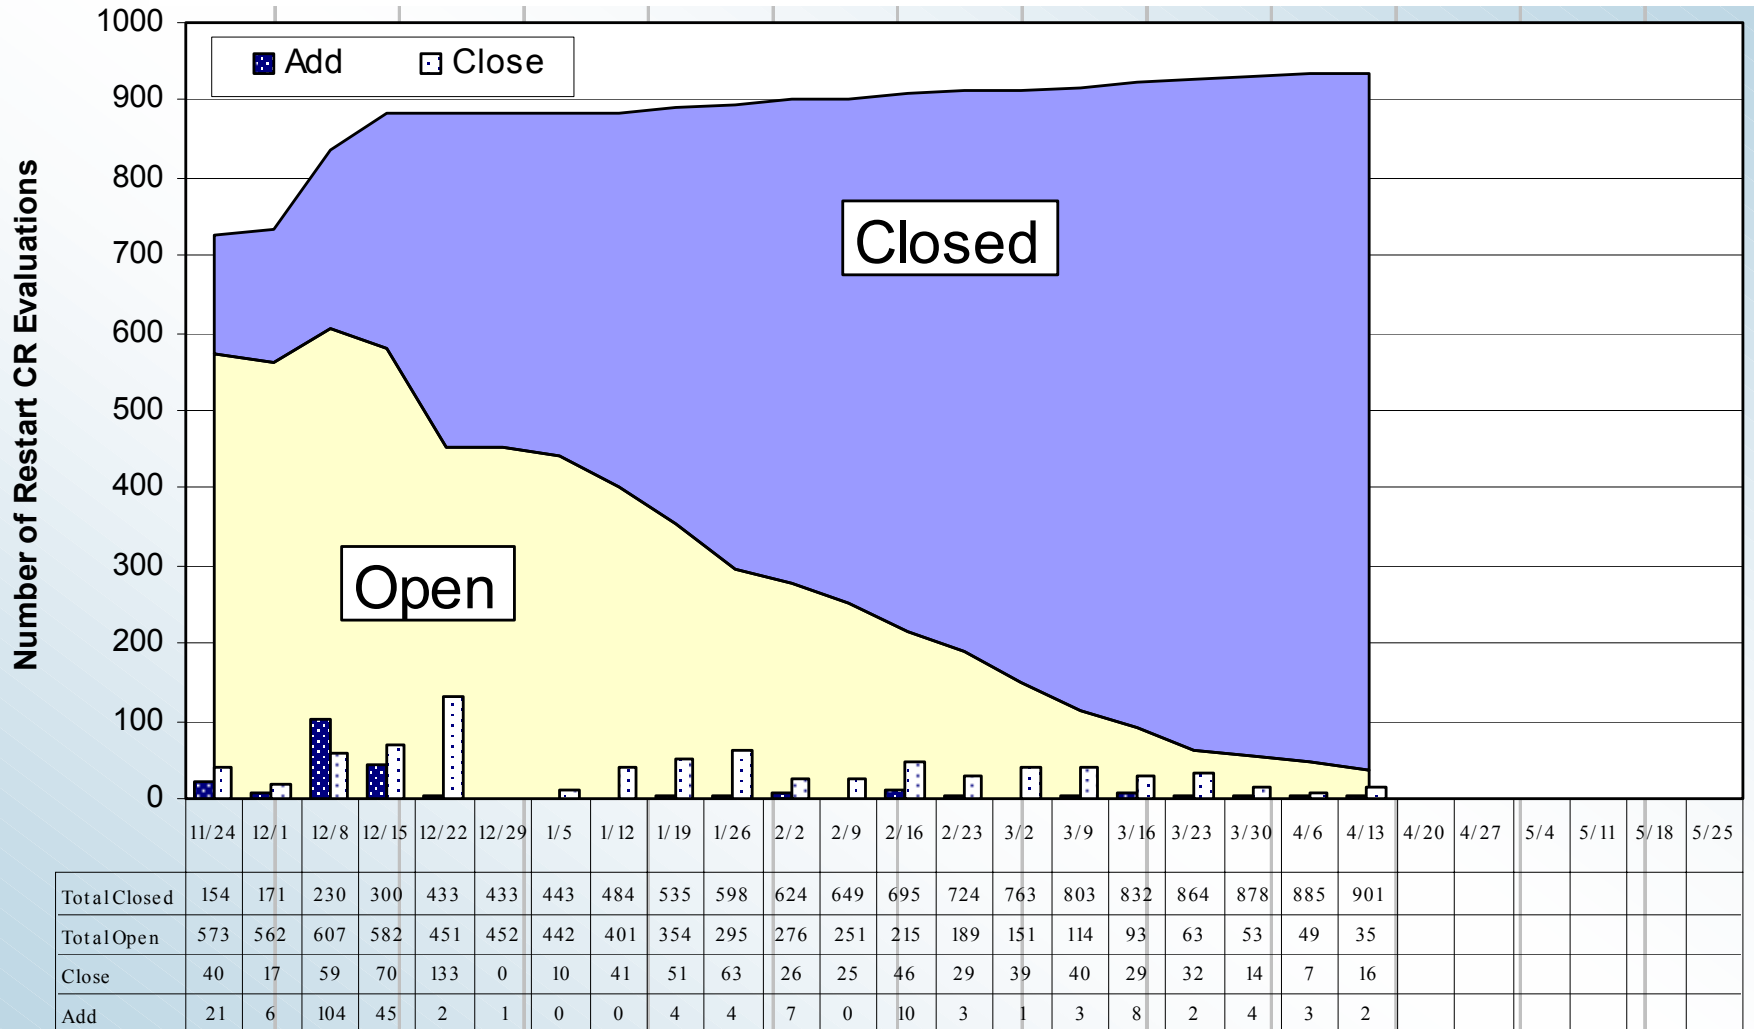 Number of Restart CR Evaluations
1000
900
800
700
600
500
400
300
200
100
0
Add Close
Closed
Open
11/24 12/1 12/8 12/15 12/22 12/29 1/5 1/12 1/19 1/26 2/2 2/9 2/16 2/23 3/2 3/9 3/16 3/23 3/30 4/6 4/13 4/20 4/27 5/4 5/11 5/18 5/25
Total Closed 154 171 230 300 433 433 443 484 535 598 624 649 695 724 763 803 832 864 878 885 901
Total Open 573 562 607 582 451 452 442 401 354 295 276 251 215 189 151 114 93 63 53 49 35
Close 40 17 59 70 133 0 10 41 51 63 26 25 46 29 39 40 29 32 14 7 16
Add 21 6 104 45 2 1 0 0 4 4 7 0 10 3 1 3 8 2 4 3 2